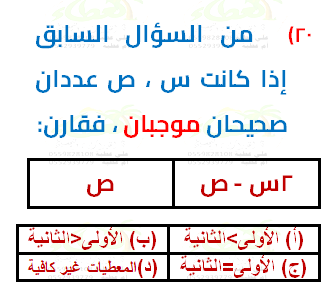 ٢٠) من السؤال السابق
إذا كانت س ، ص عددان
صحيحان موجبان ، فقارن:
٢س - ص ص
(أ) الأولى>الثانية (ب) الأولى<الثانية
(ج) الأولى=الثانية (د)المعطيات غير كافية